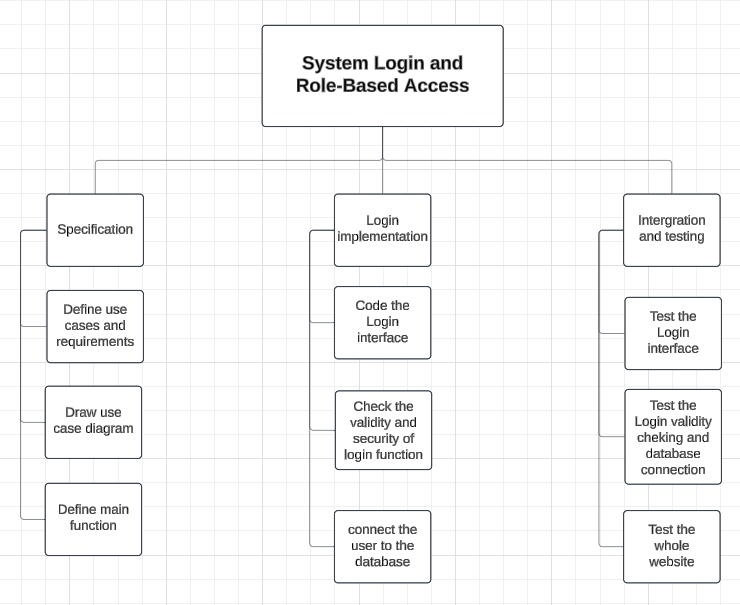 System Login and
Role-Based Access
Specification
Define use
cases and
requirements
Draw use
case diagram
Define main
function
Login
implementation
Code the
Login
interface
Check the
validity and
security of
login function
connect the
user to the
database
Intergration
and testing
Test the
Login
interface
Test the
Login validity
cheking and
database
connection
Test the
whole
website